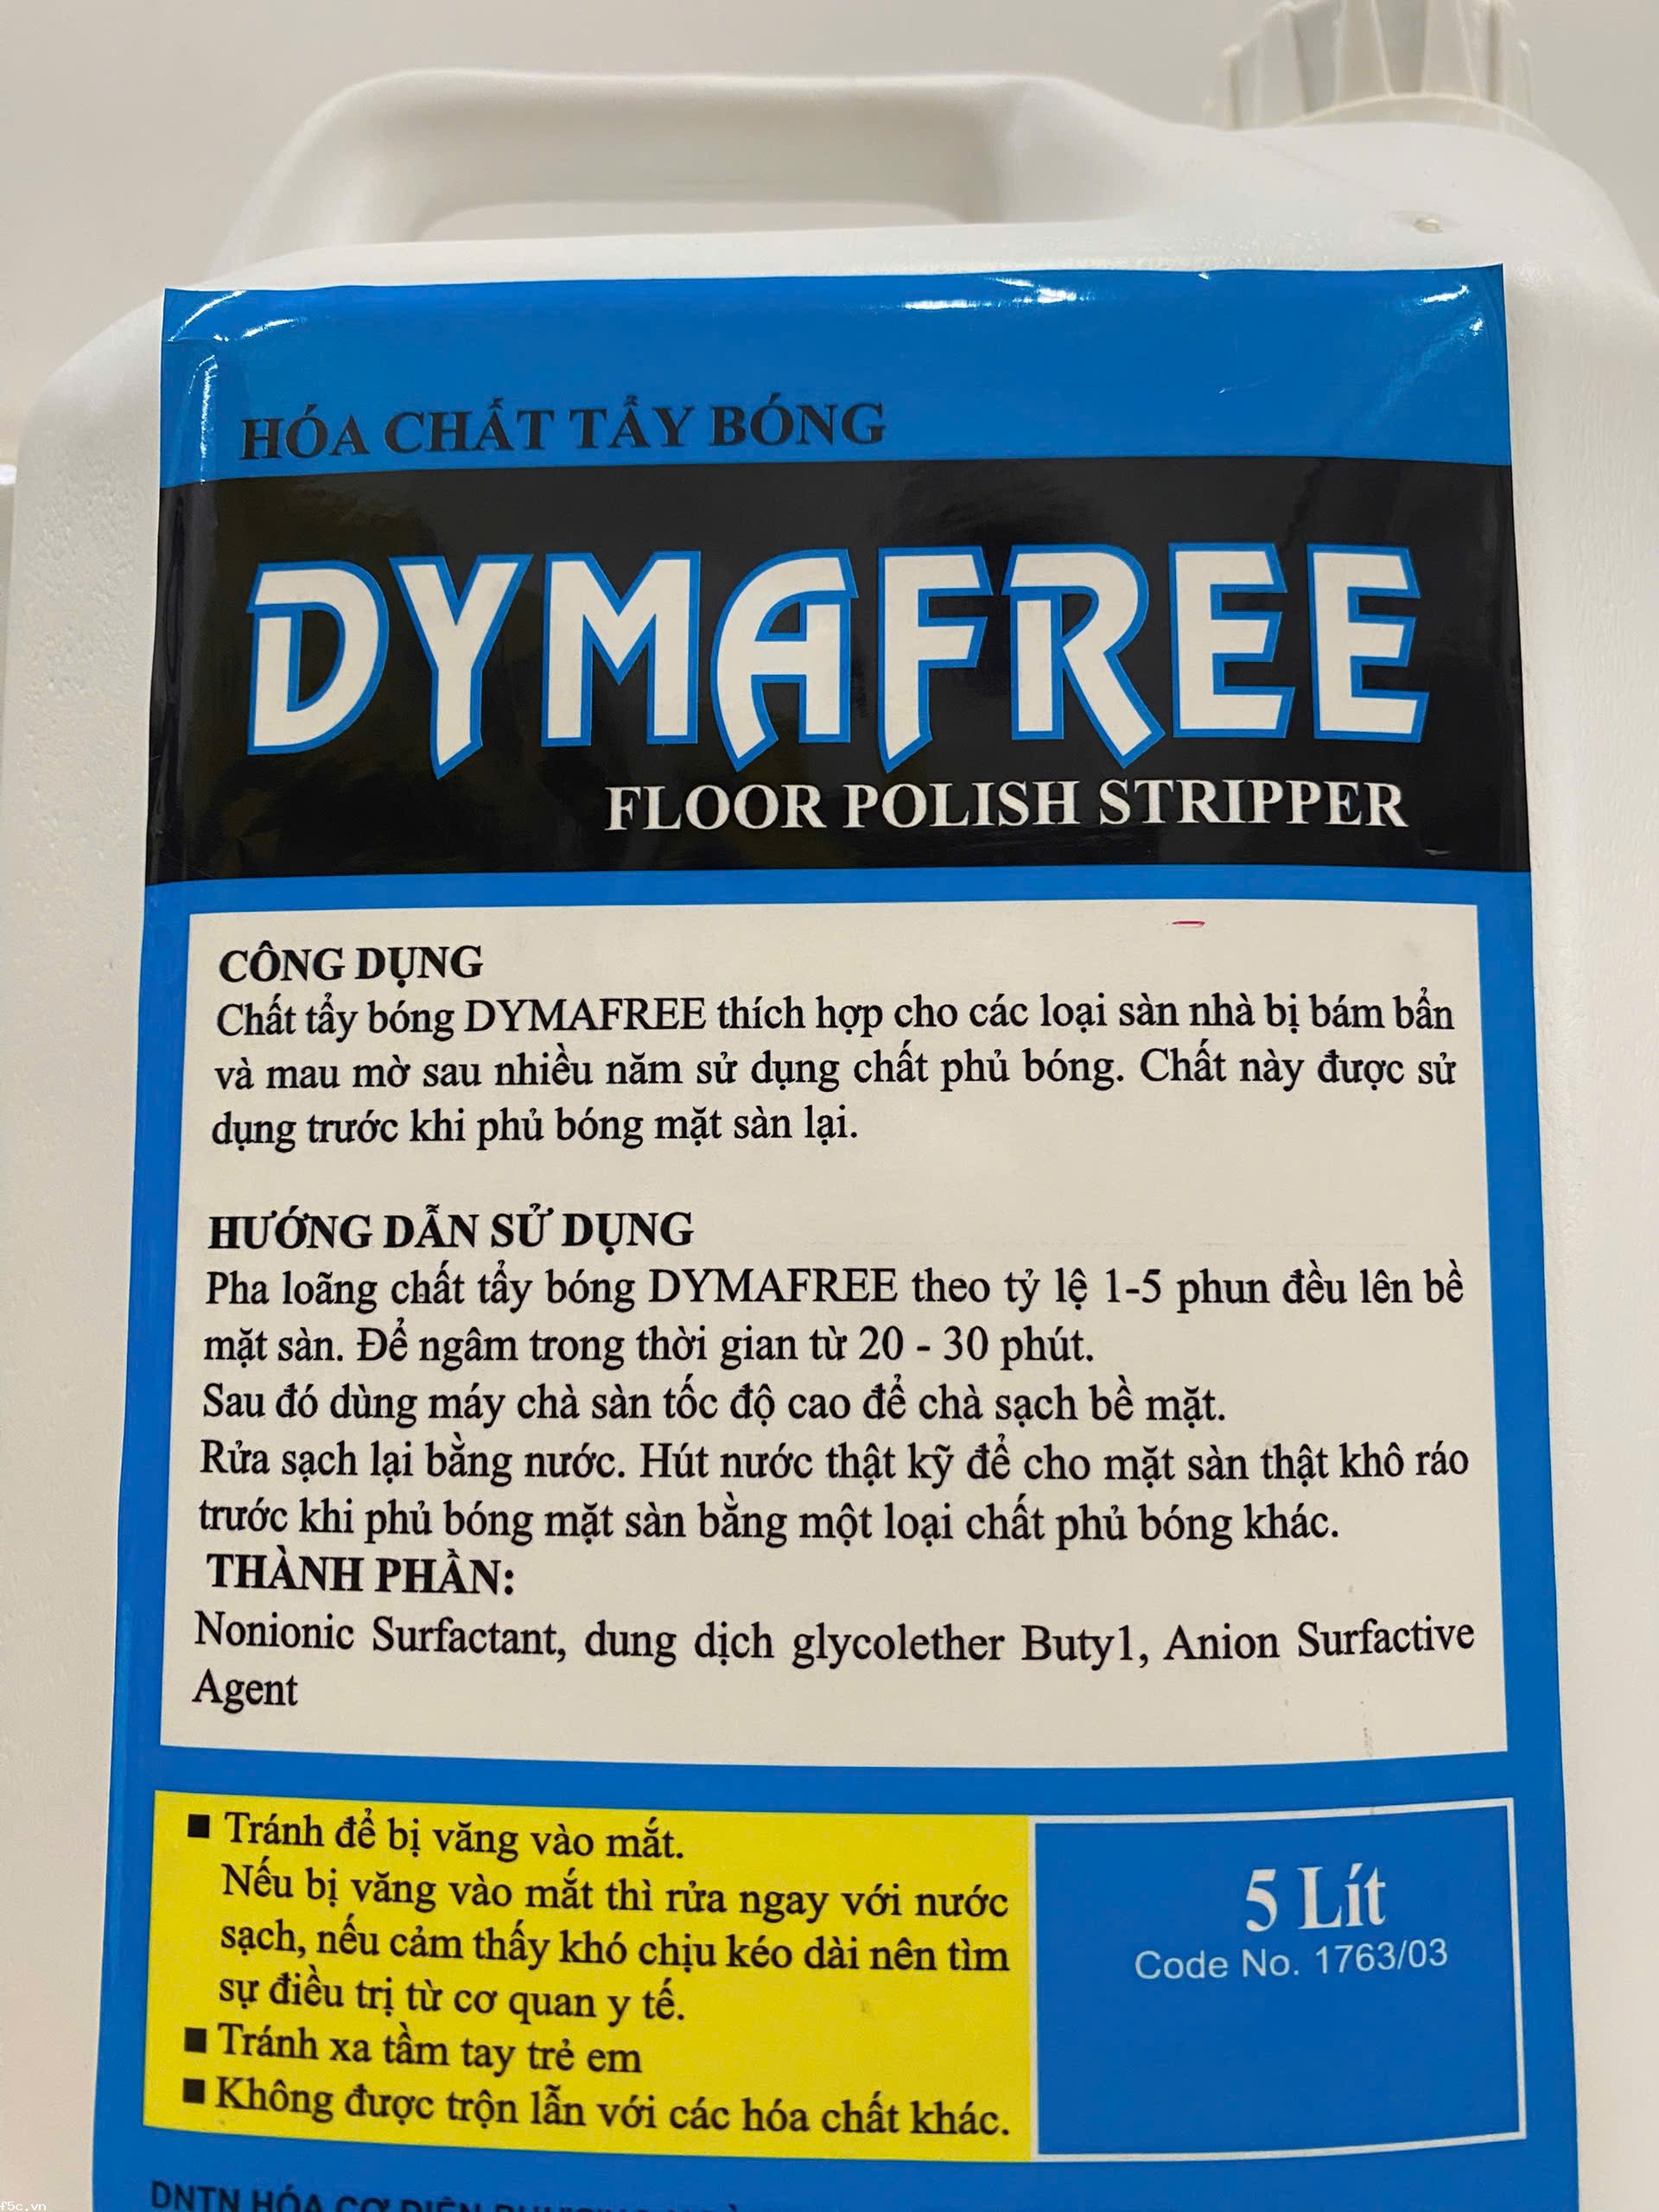 HÓA CHẤT TẨY BÓNG
DYMAFREE
FLOOR POLISH STRIPPER
CÔNG DỤNG
Chất tẩy bóng DYMAFREE thích hợp cho các loại sàn nhà bị bám bẩn
và mau mờ sau nhiều năm sử dụng chất phủ bóng. Chất này được sử
dụng trước khi phủ bóng mặt sàn lại.
HƯỚNG DẪN SỬ DỤNG
Pha loãng chất tẩy bóng DYMAFREE theo tỷ lệ 1-5 phun đều lên bề
mặt sàn. Để ngâm trong thời gian từ 20 - 30 phút.
Sau đó dùng máy chà sàn tốc độ cao để chà sạch bề mặt.
Rửa sạch lại bằng nước. Hút nước thật kỹ để cho mặt sàn thật khô ráo
trước khi phủ bóng mặt sàn bằng một loại chất phủ bóng khác.
THÀNH PHẦN:
Nonionic Surfactant, dung dịch glycolether Buty1, Anion Surfactive
Agent
■ Tránh để bị văng vào mắt.
Nếu bị văng vào mắt thì rửa ngay với nước
sạch, nếu cảm thấy khó chịu kéo dài nên tìm
sự điều trị từ cơ quan y tế.
■ Tránh xa tầm tay trẻ em
■ Không được trộn lẫn với các hóa chất khác.
5 Lít
Code No. 1763/03
DNTN HÓA CƠ ĐIỆN
f5c.vn